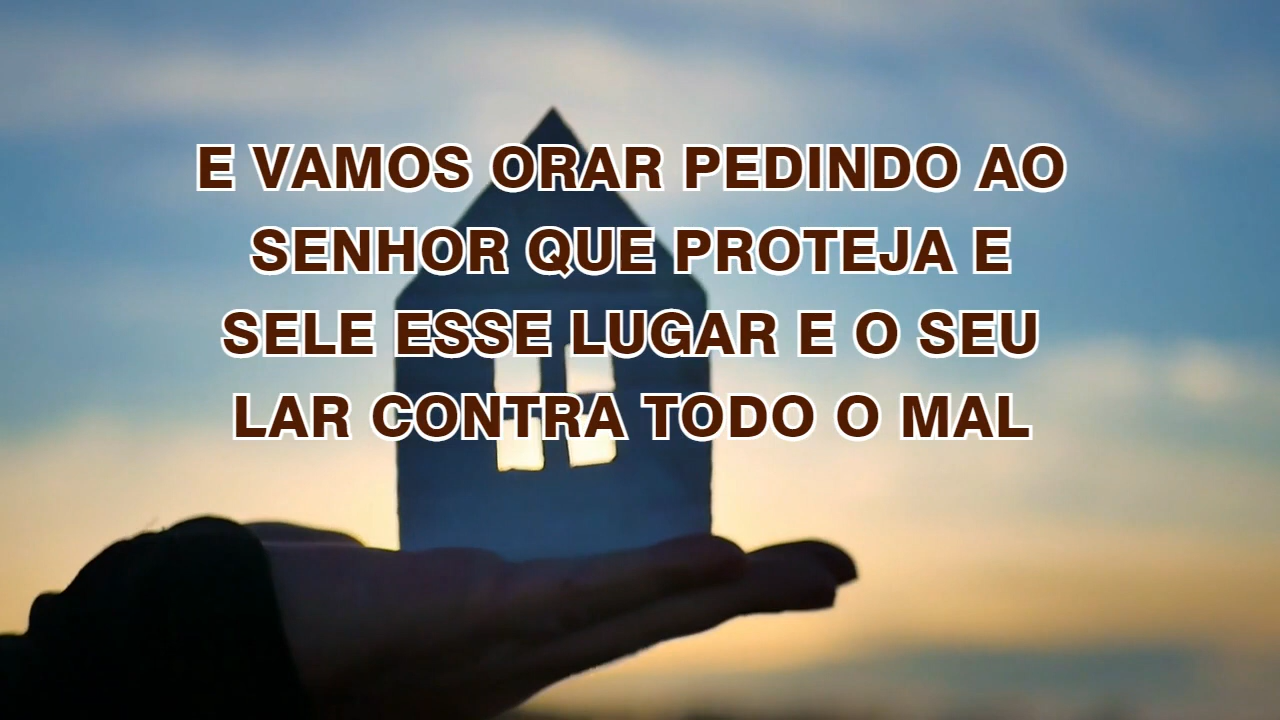 E VAMOS ORAR PEDINDO AO
SENHOR QUE PROTEJA E
SELE ESSE LUGAR E O SEU
LAR CONTRA TODO O MAL